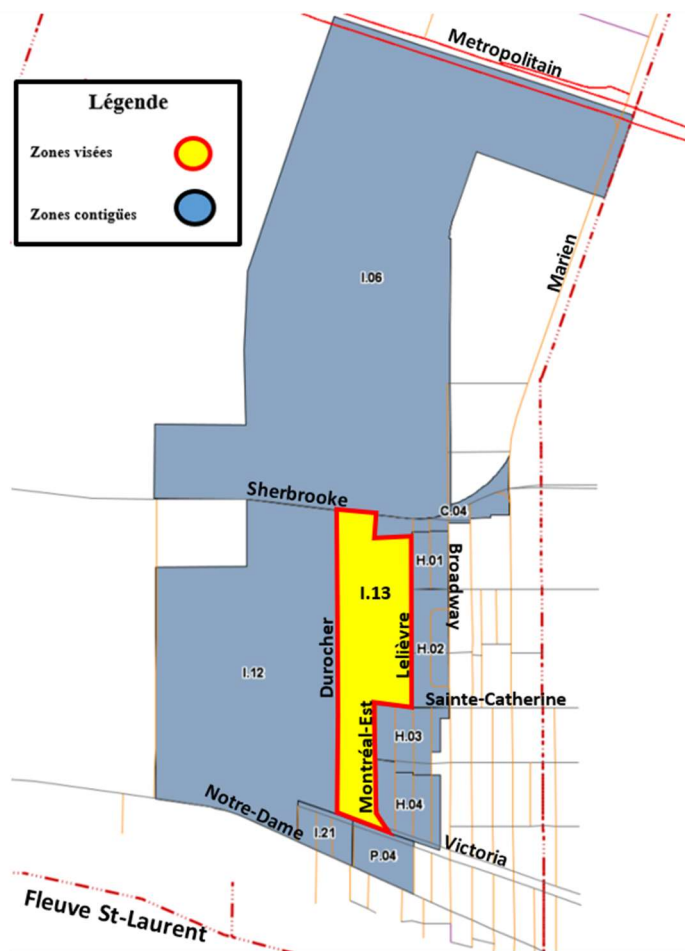 Metropolitain
Légende
Zones visées
Zones contigües
Marien
I.06
Sherbrooke
C.04
H.01
Broadway
I.13
Lelièvre
H.02
Durocher
I.12
Sainte-Catherine
Montréal-Est
H.03
H.04
Notre-Dame
I.21
Victoria
P.04
Fleuve St-Laurent